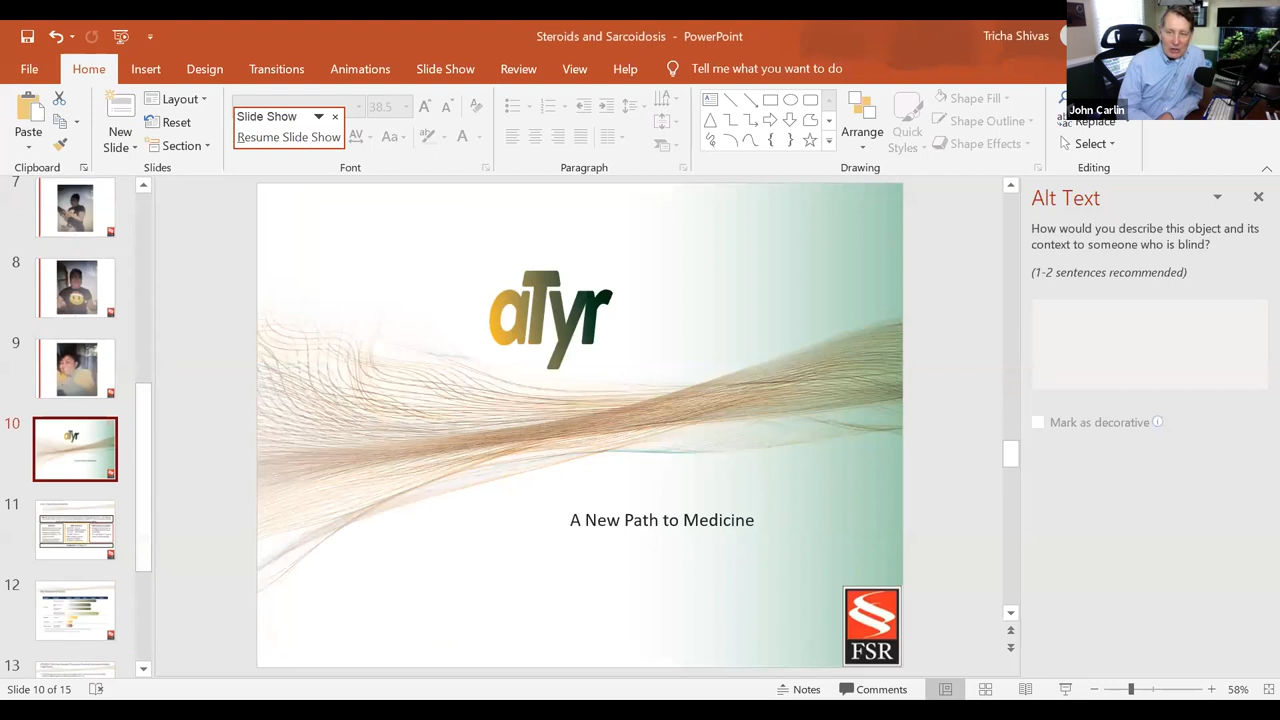 Steroids and Sarcoidosis - PowerPoint
Tricha Shivas
File Home Insert Design Transitions Animations Slide Show Review View Help Tell me what you want to do
John Carlin
Paste
Clipboard
New
Slide
Layout
Reset
Section
Slides
38.5
Slide Show
Resume Slide Show
Aa
A
Font
Paragraph
Arrange
Quick
Styles
Shape Fill
Shape Outline
Shape Effects
Drawing
Replace
Select
Editing
7
8
9
10
11
12
13
aTyr
A New Path to Medicine
FSR
Alt Text
How would you describe this object and its
context to someone who is blind?
(1-2 sentences recommended)
Mark as decorative
Slide 10 of 15
Notes
Comments
58%